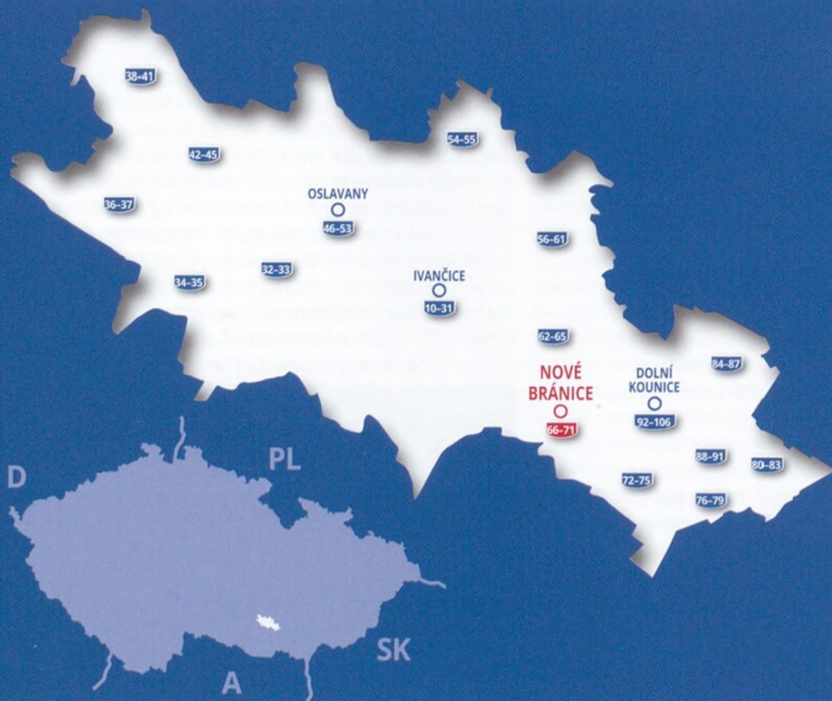 38–41
54–55
42–45
OSLAVANY
36–37
46–53
56–61
32–33
IVANČICE
34–35
10–31
62–65
NOVÉ
BRÁNICE
66–71
DOLNÍ
KOUNICE
92–106
84–87
88–91
80–83
72–75
76–79
D
PL
SK
A